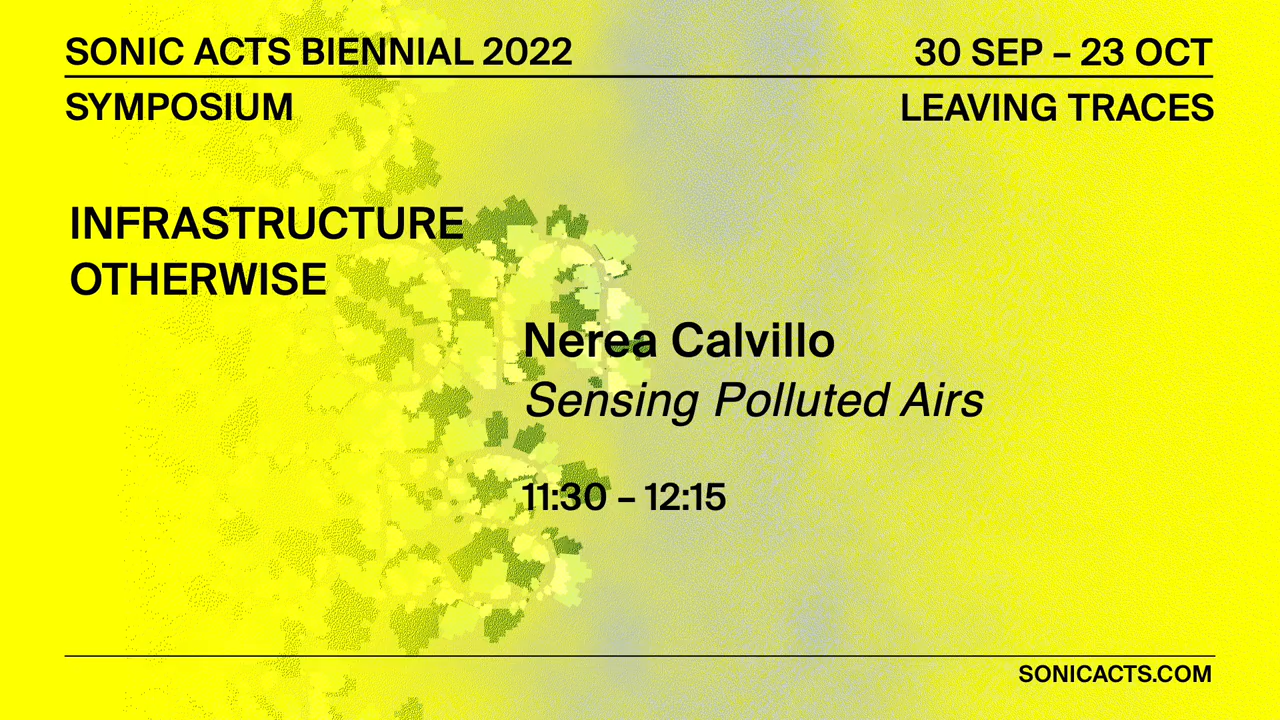 SONIC ACTS BIENNIAL 2022
30 SEP – 23 OCT
SYMPOSIUM
LEAVING TRACES
INFRASTRUCTURE
OTHERWISE
Nerea Calvillo
Sensing Polluted Airs
11:30 – 12:15
SONICACTS.COM